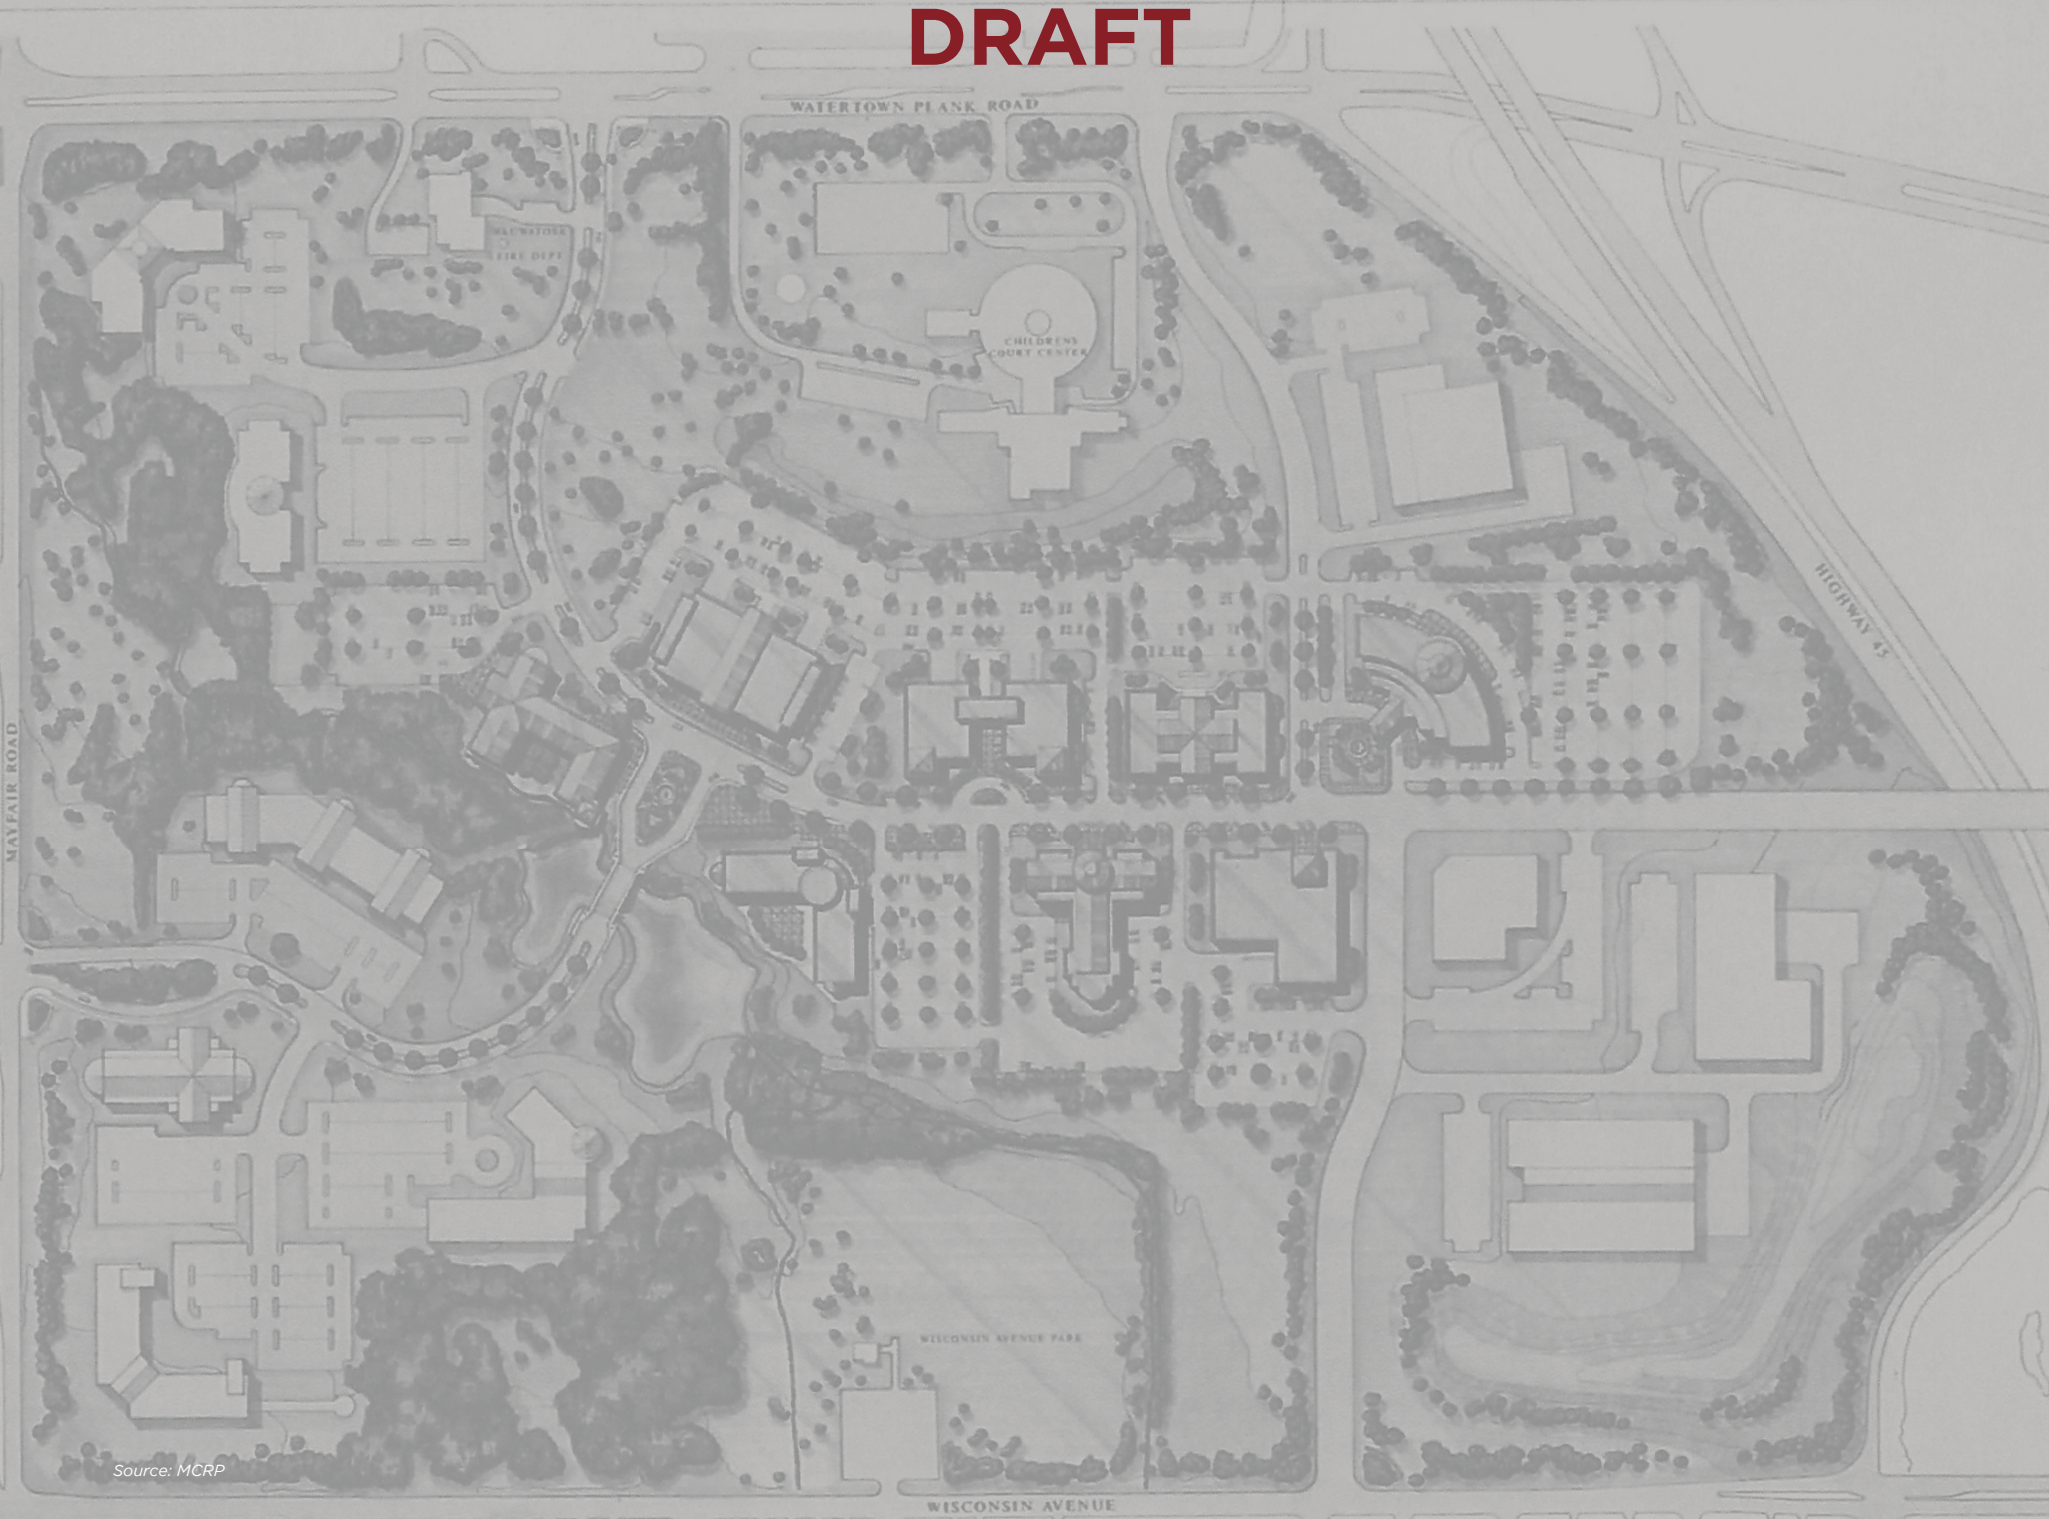 DRAFT
WATERTOWN PLANK ROAD
WAUWATOSA
FIRE DEPT
CHILDRENS
COURT CENTER
HIGHWAY 45
MAYFAIR ROAD
WISCONSIN AVENUE PARK
Source: MCRP
WISCONSIN AVENUE